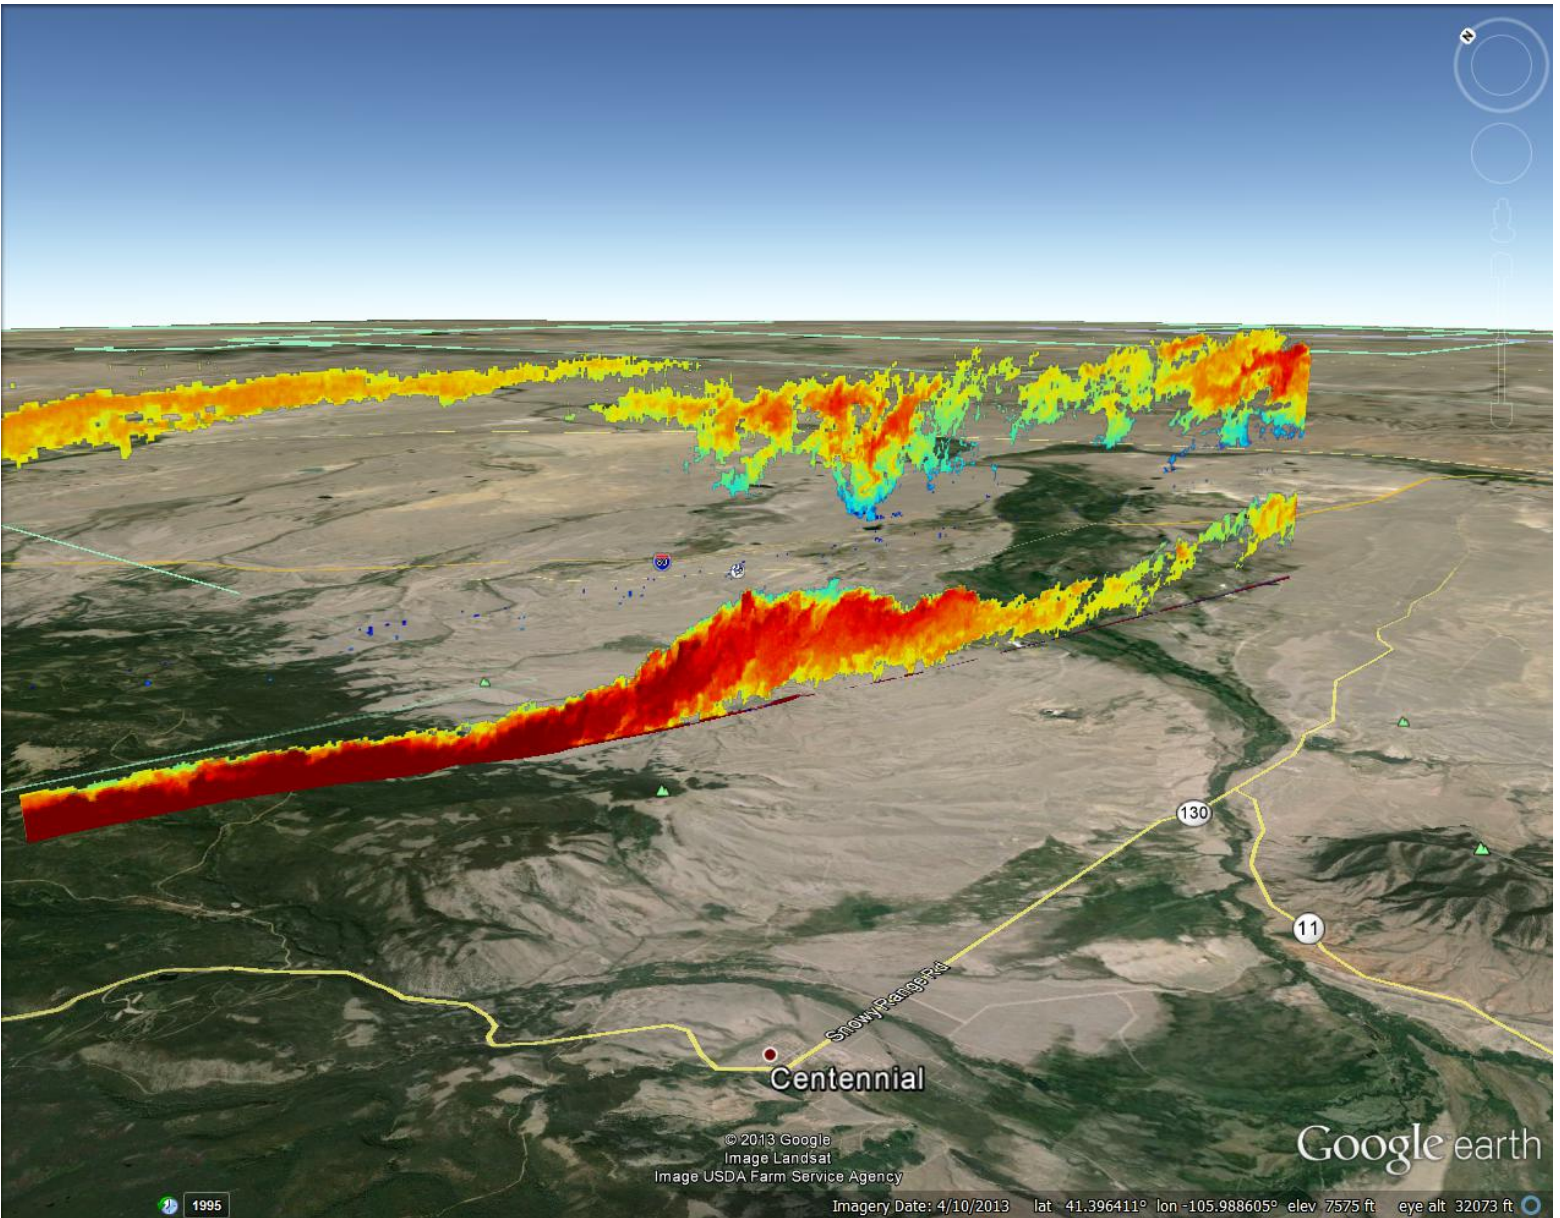 N
130
11
Snowy Range Rd
Centennial
© 2013 Google
Image Landsat
Image USDA Farm Service Agency
Google earth
1995
Imagery Date: 4/10/2013 lat 41.396411° lon -105.988605° elev 7575 ft eye alt 32073 ft